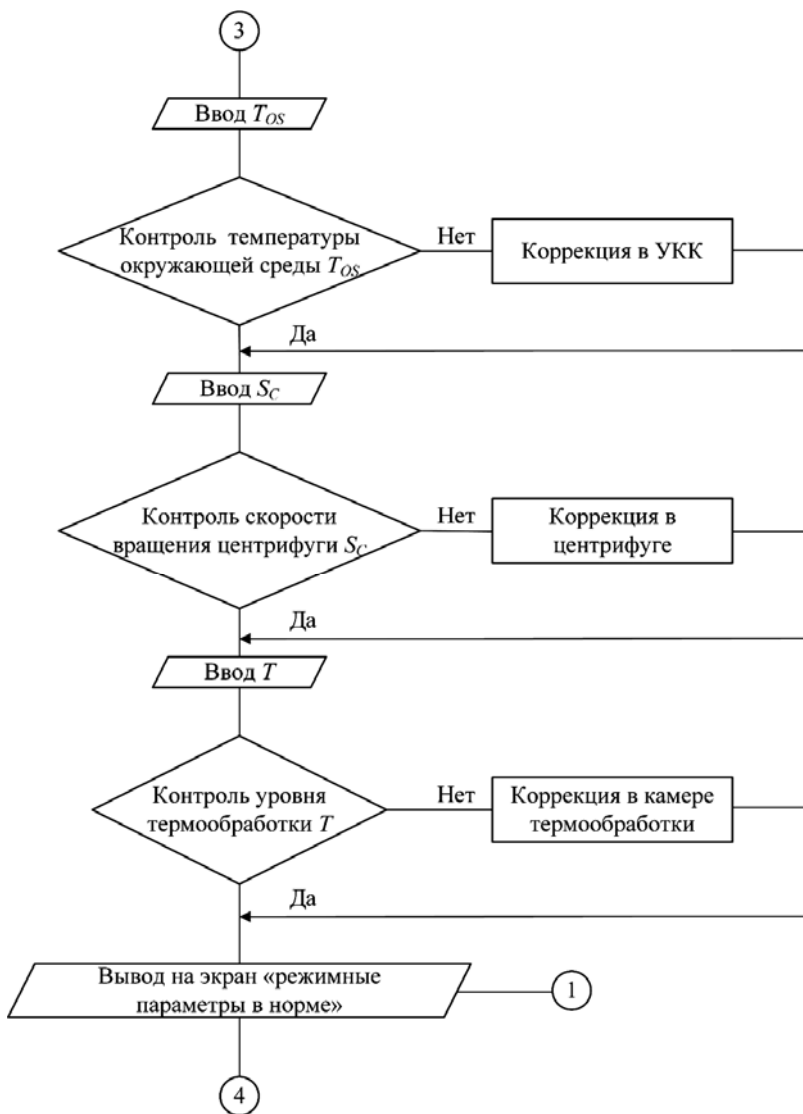 3
Ввод T_OS
Контроль температуры
окружающей среды T_OS
Нет
Коррекция в УКК
Да
Ввод S_C
Контроль скорости
вращения центрифуги S_C
Нет
Коррекция в
центрифуге
Да
Ввод T
Контроль уровня
термообработки T
Нет
Коррекция в камере
термообработки
Да
Вывод на экран «режимные
параметры в норме»
1
4